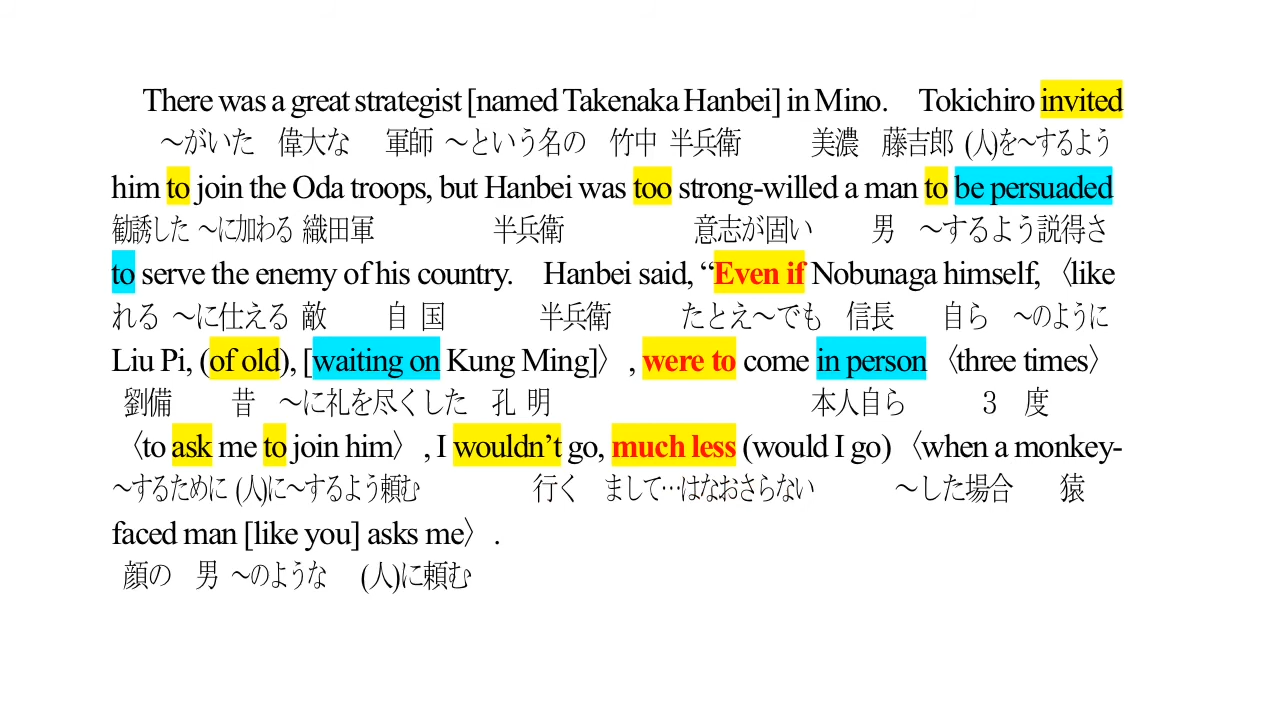 There was a great strategist [named Takenaka Hanbei] in Mino. Tokichiro invited
～がいた 偉大な 軍師 ～という名の 竹中 半兵衛 美濃 藤吉郎 (人)を～するよう
him to join the Oda troops, but Hanbei was too strong-willed a man to be persuaded
勧誘した ～に加わる 織田軍 半兵衛 意志が固い 男 ～するよう説得さ
to serve the enemy of his country. Hanbei said, “Even if Nobunaga himself,〈like
れる ～に仕える 敵 自 国 半兵衛 たとえ～でも 信長 自ら ～のように
Liu Pi, (of old), [waiting on Kung Ming]〉, were to come in person〈three times〉
劉備 昔 ～に礼を尽くした 孔 明 本人自ら ３ 度
〈to ask me to join him〉, I wouldn’t go, much less (would I go)〈when a monkey-
～するために (人)に～するよう頼む 行く まして…はなおさらない ～した場合 猿
faced man [like you] asks me〉.
顔の 男 ～のような (人)に頼む